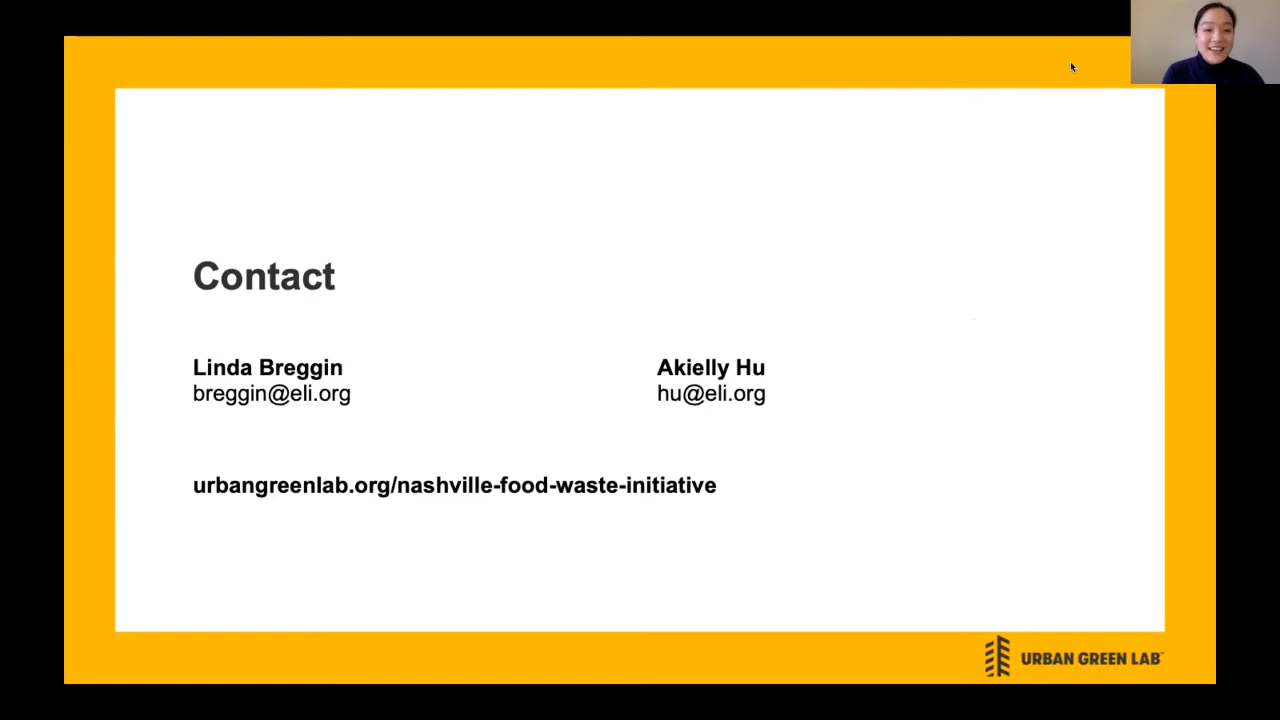 Contact
Linda Breggin
breggin@eli.org
Akielly Hu
hu@eli.org
urbangreenlab.org/nashville-food-waste-initiative
URBAN GREEN LAB